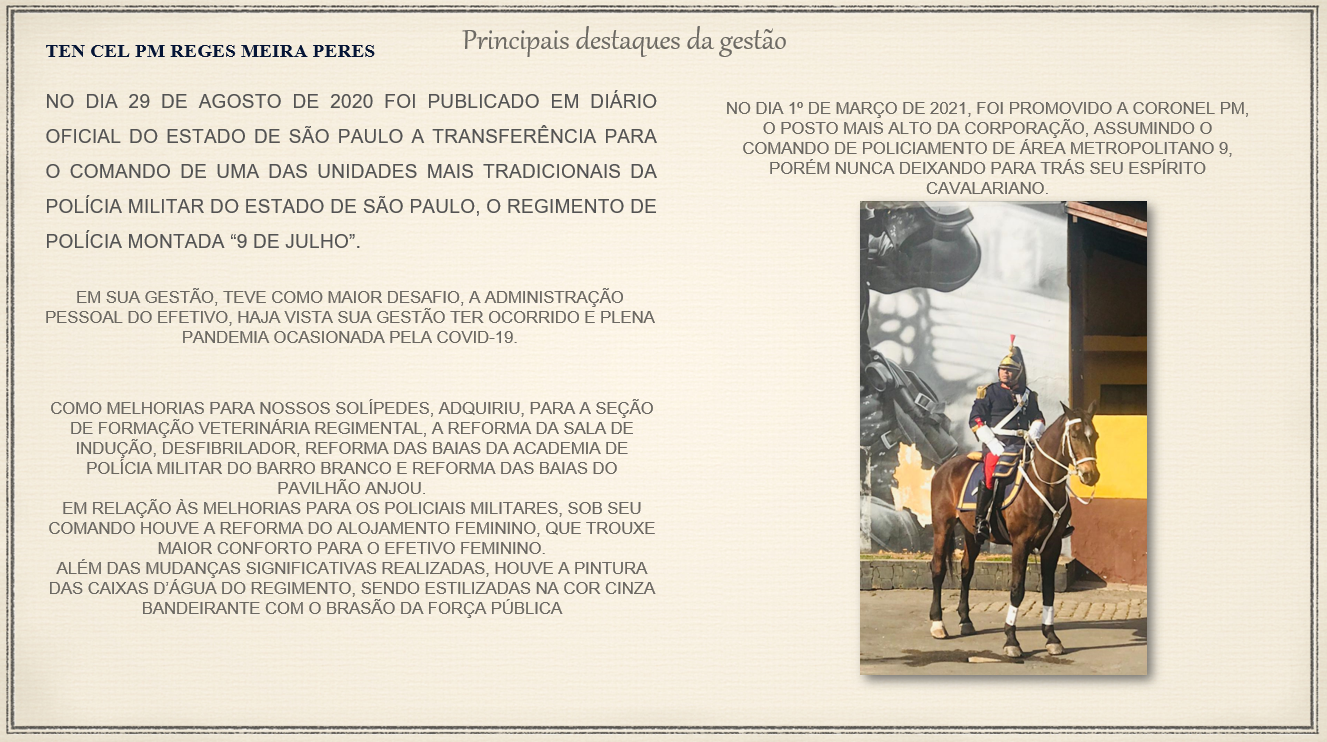 TEN CEL PM REGES MEIRA PERES
Principais destaques da gestão
NO DIA 29 DE AGOSTO DE 2020 FOI PUBLICADO EM DIÁRIO
OFICIAL DO ESTADO DE SÃO PAULO A TRANSFERÊNCIA PARA
O COMANDO DE UMA DAS UNIDADES MAIS TRADICIONAIS DA
POLÍCIA MILITAR DO ESTADO DE SÃO PAULO, O REGIMENTO DE
POLÍCIA MONTADA “9 DE JULHO”.
EM SUA GESTÃO, TEVE COMO MAIOR DESAFIO, A ADMINISTRAÇÃO
PESSOAL DO EFETIVO, HAJA VISTA SUA GESTÃO TER OCORRIDO E PLENA
PANDEMIA OCASIONADA PELA COVID-19.
COMO MELHORIAS PARA NOSSOS SOLÍPEDES, ADQUIRIU, PARA A SEÇÃO
DE FORMAÇÃO VETERINÁRIA REGIMENTAL, A REFORMA DA SALA DE
INDUÇÃO, DESFIBRILADOR, REFORMA DAS BAIAS DA ACADEMIA DE
POLÍCIA MILITAR DO BARRO BRANCO E REFORMA DAS BAIAS DO
PAVILHÃO ANJOU.
EM RELAÇÃO ÀS MELHORIAS PARA OS POLICIAIS MILITARES, SOB SEU
COMANDO HOUVE A REFORMA DO ALOJAMENTO FEMININO, QUE TROUXE
MAIOR CONFORTO PARA O EFETIVO FEMININO.
ALÉM DAS MUDANÇAS SIGNIFICATIVAS REALIZADAS, HOUVE A PINTURA
DAS CAIXAS D’ÁGUA DO REGIMENTO, SENDO ESTILIZADAS NA COR CINZA
BANDEIRANTE COM O BRASÃO DA FORÇA PÚBLICA
NO DIA 1º DE MARÇO DE 2021, FOI PROMOVIDO A CORONEL PM,
O POSTO MAIS ALTO DA CORPORAÇÃO, ASSUMINDO O
COMANDO DE POLICIAMENTO DE ÁREA METROPOLITANO 9,
PORÉM NUNCA DEIXANDO PARA TRÁS SEU ESPÍRITO
CAVALARIANO.